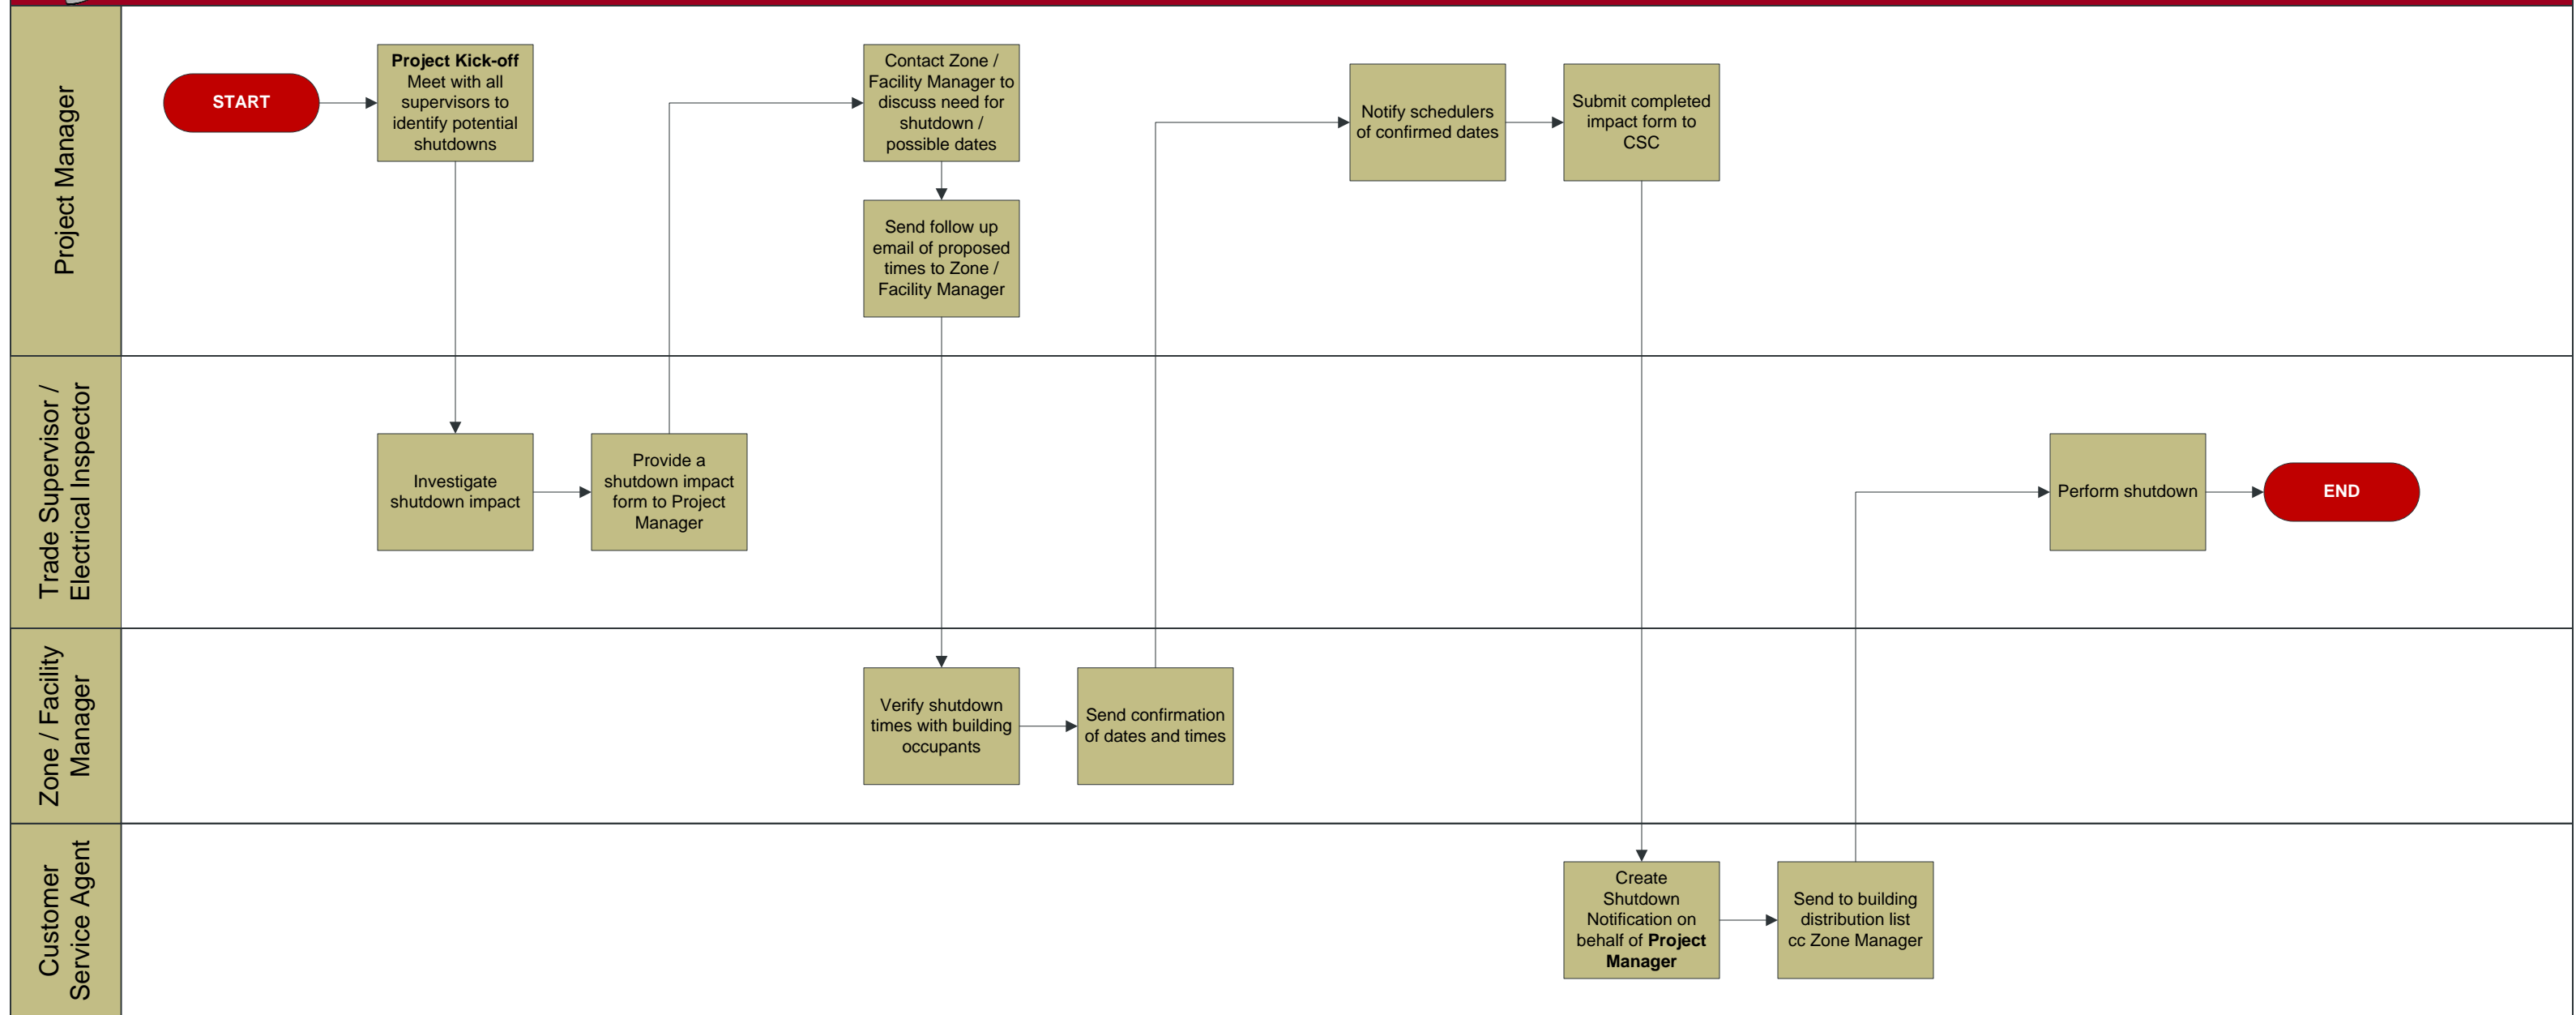 Project Manager
START
Project Kick-off
Meet with all
supervisors to
identify potential
shutdowns
Contact Zone /
Facility Manager to
discuss need for
shutdown /
possible dates
Send follow up
email of proposed
times to Zone /
Facility Manager
Notify schedulers
of confirmed dates
Submit completed
impact form to
CSC
Trade Supervisor /
Electrical Inspector
Investigate
shutdown impact
Provide a
shutdown impact
form to Project
Manager
Perform shutdown
END
Zone / Facility
Manager
Verify shutdown
times with building
occupants
Send confirmation
of dates and times
Customer
Service Agent
Create
Shutdown
Notification on
behalf of Project
Manager
Send to building
distribution list
cc Zone Manager